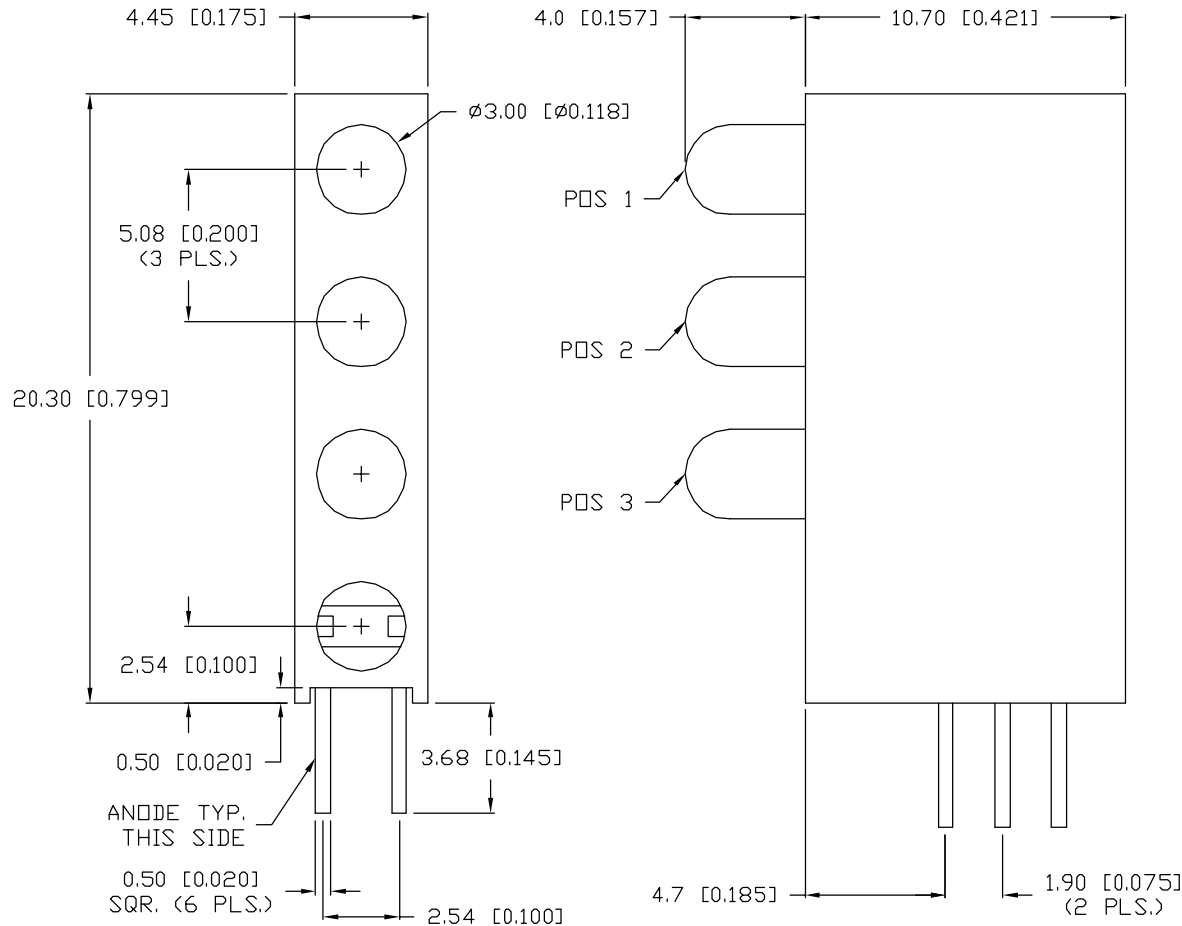 4.45 [0.175]
4.0 [0.157]
10.70 [0.421]
⌀3.00 [⌀0.118]
POS 1
5.08 [0.200]
(3 PLS.)
POS 2
20.30 [0.799]
POS 3
2.54 [0.100]
0.50 [0.020]
3.68 [0.145]
ANODE TYP.
THIS SIDE
0.50 [0.020]
SQR. (6 PLS.)
2.54 [0.100]
4.7 [0.185]
1.90 [0.075]
(2 PLS.)